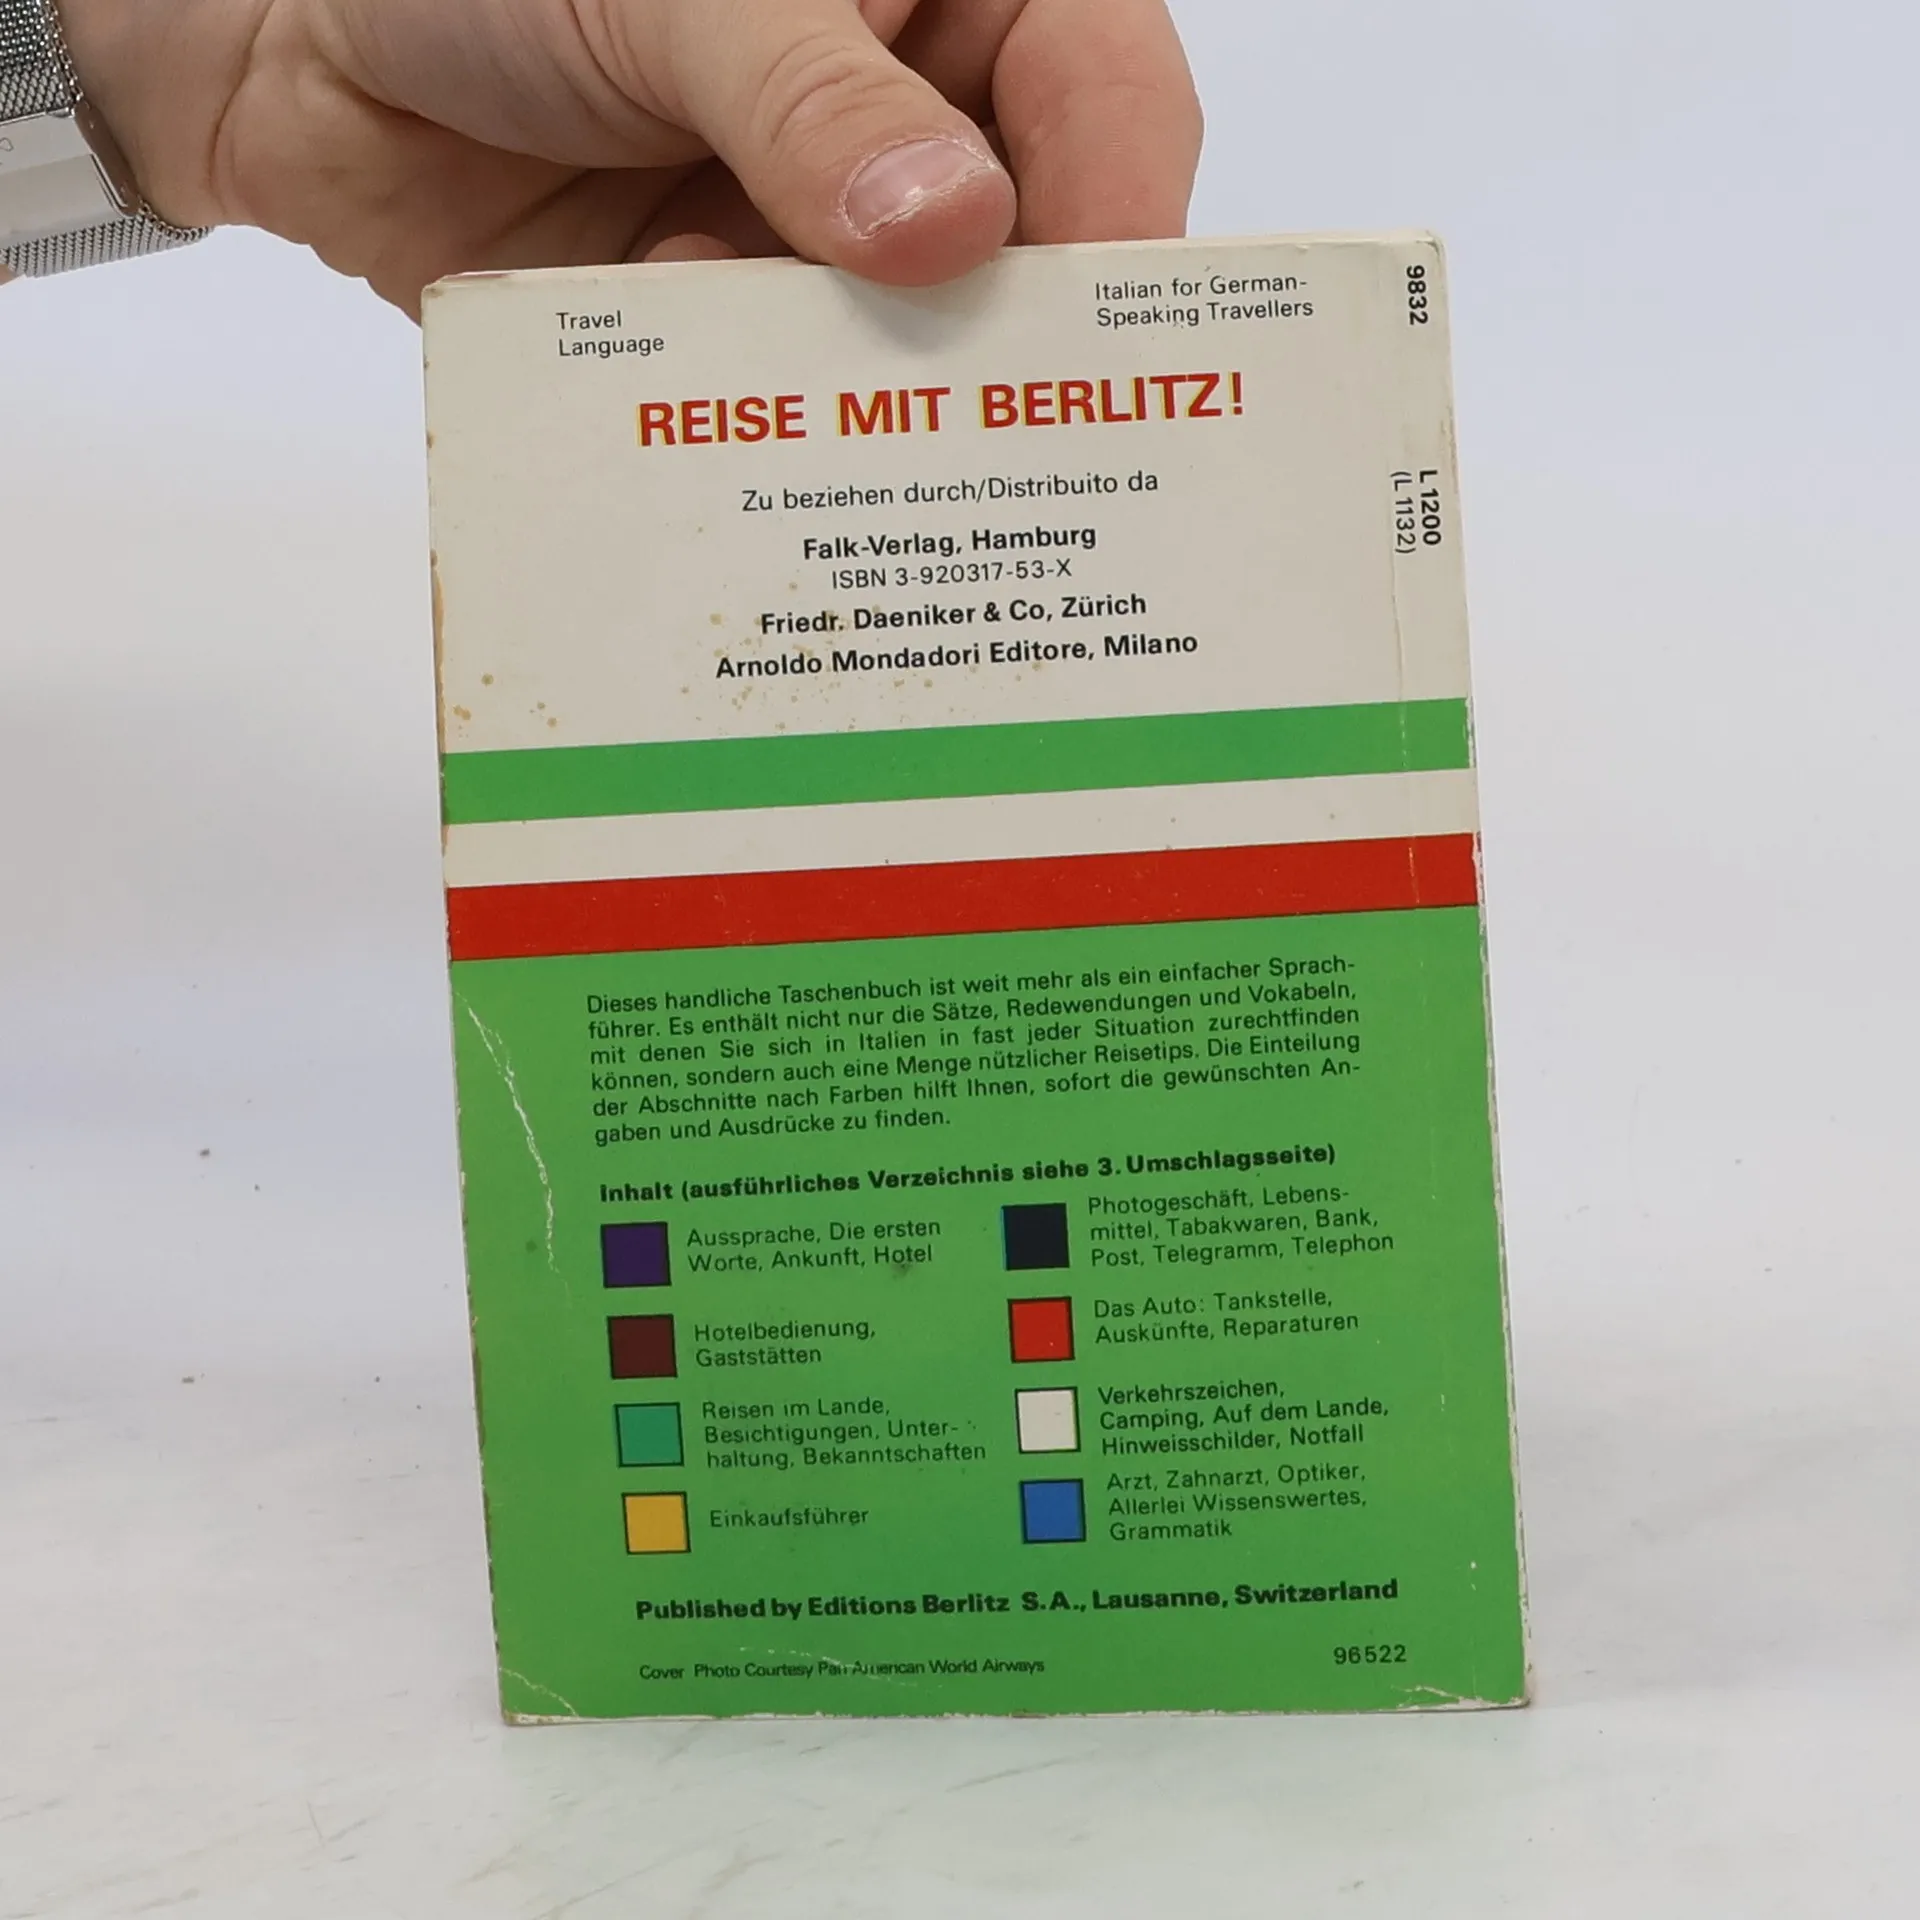 Travel
Language
Italian for German-
Speaking Travellers
9832
REISE MIT BERLITZ!
L 1200
(L 1132)
Zu beziehen durch/Distribuito da
Falk-Verlag, Hamburg
ISBN 3-920317-53-X
Friedr. Daeniker & Co, Zürich
Arnoldo Mondadori Editore, Milano
Dieses handliche Taschenbuch ist weit mehr als ein einfacher Sprach-
führer. Es enthält nicht nur die Sätze, Redewendungen und Vokabeln,
mit denen Sie sich in Italien in fast jeder Situation zurechtfinden
können, sondern auch eine Menge nützlicher Reisetips. Die Einteilung
der Abschnitte nach Farben hilft Ihnen, sofort die gewünschten An-
gaben und Ausdrücke zu finden.
Inhalt (ausführliches Verzeichnis siehe 3. Umschlagsseite)
Aussprache, Die ersten
Worte, Ankunft, Hotel
Hotelbedienung,
Gaststätten
Reisen im Lande,
Besichtigungen, Unter-
haltung, Bekanntschaften
Einkaufsführer
Photogeschäft, Lebens-
mittel, Tabakwaren, Bank,
Post, Telegramm, Telephon
Das Auto: Tankstelle,
Auskünfte, Reparaturen
Verkehrszeichen,
Camping, Auf dem Lande,
Hinweisschilder, Notfall
Arzt, Zahnarzt, Optiker,
Allerlei Wissenswertes,
Grammatik
Published by Editions Berlitz S.A., Lausanne, Switzerland
Cover Photo Courtesy Pan American World Airways
96522